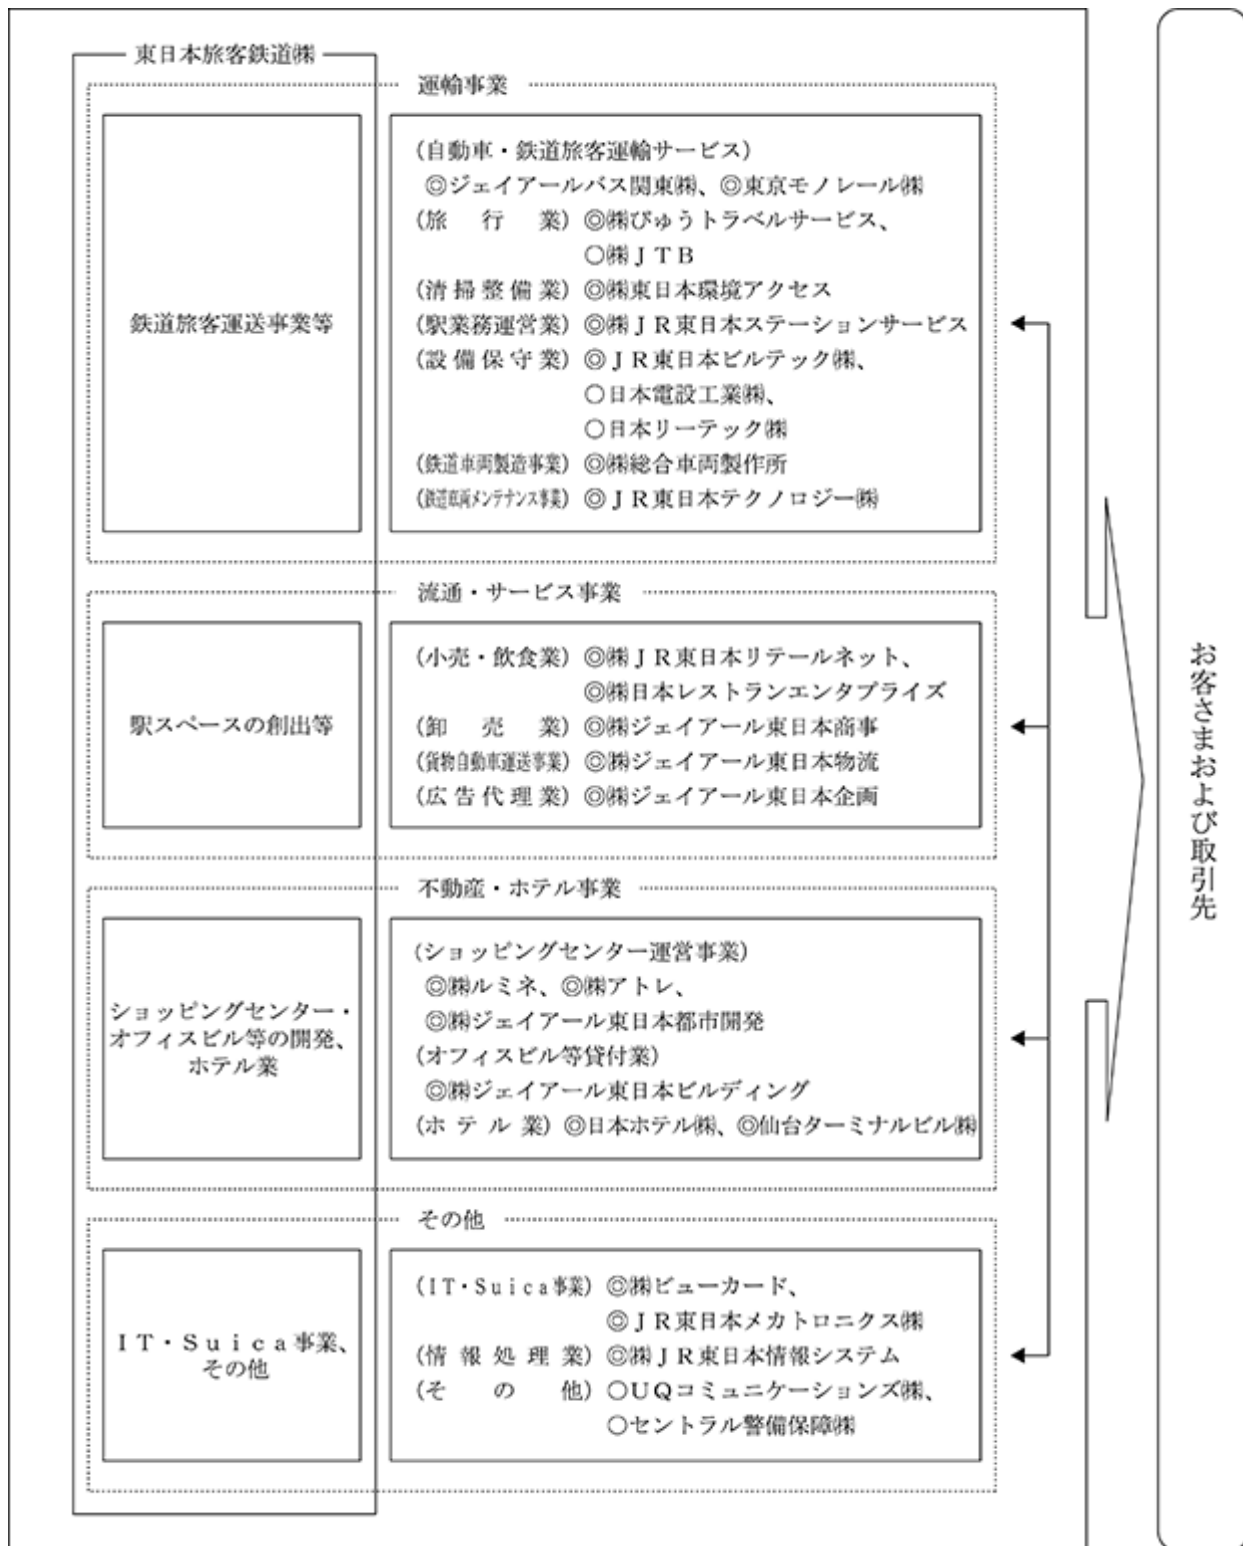 東日本旅客鉄道㈱
運輸事業
鉄道旅客運送事業等
(自動車・鉄道旅客運輸サービス)
◎ジェイアールバス関東㈱、◎東京モノレール㈱
(旅行業) ◎㈱びゅうトラベルサービス、
○㈱ＪＴＢ
(清掃整備業) ◎㈱東日本環境アクセス
(駅業務運営業) ◎㈱ＪＲ東日本ステーションサービス
(設備保守業) ◎ＪＲ東日本ビルテック㈱、
○日本電設工業㈱、
○日本リーテック㈱
(鉄道車両製造事業) ◎㈱総合車両製作所
(鉄道車両メンテナンス事業) ◎ＪＲ東日本テクノロジー㈱
流通・サービス事業
駅スペースの創出等
(小売・飲食業) ◎㈱ＪＲ東日本リテールネット、
◎㈱日本レストランエンタプライズ
(卸売業) ◎㈱ジェイアール東日本商事
(貨物自動車運送事業) ◎㈱ジェイアール東日本物流
(広告代理業) ◎㈱ジェイアール東日本企画
不動産・ホテル事業
ショッピングセンター・
オフィスビル等の開発、
ホテル業
(ショッピングセンター運営事業)
◎㈱ルミネ、◎㈱アトレ、
◎㈱ジェイアール東日本都市開発
(オフィスビル等貸付業)
◎㈱ジェイアール東日本ビルディング
(ホテル業) ◎日本ホテル㈱、◎仙台ターミナルビル㈱
その他
ＩＴ・Ｓｕｉｃａ事業、
その他
(IT・Suica事業) ◎㈱ビューカード、
◎ＪＲ東日本メカトロニクス㈱
(情報処理業) ◎㈱ＪＲ東日本情報システム
(その他) ○ＵＱコミュニケーションズ㈱、
○セントラル警備保障㈱
お客さまおよび取引先